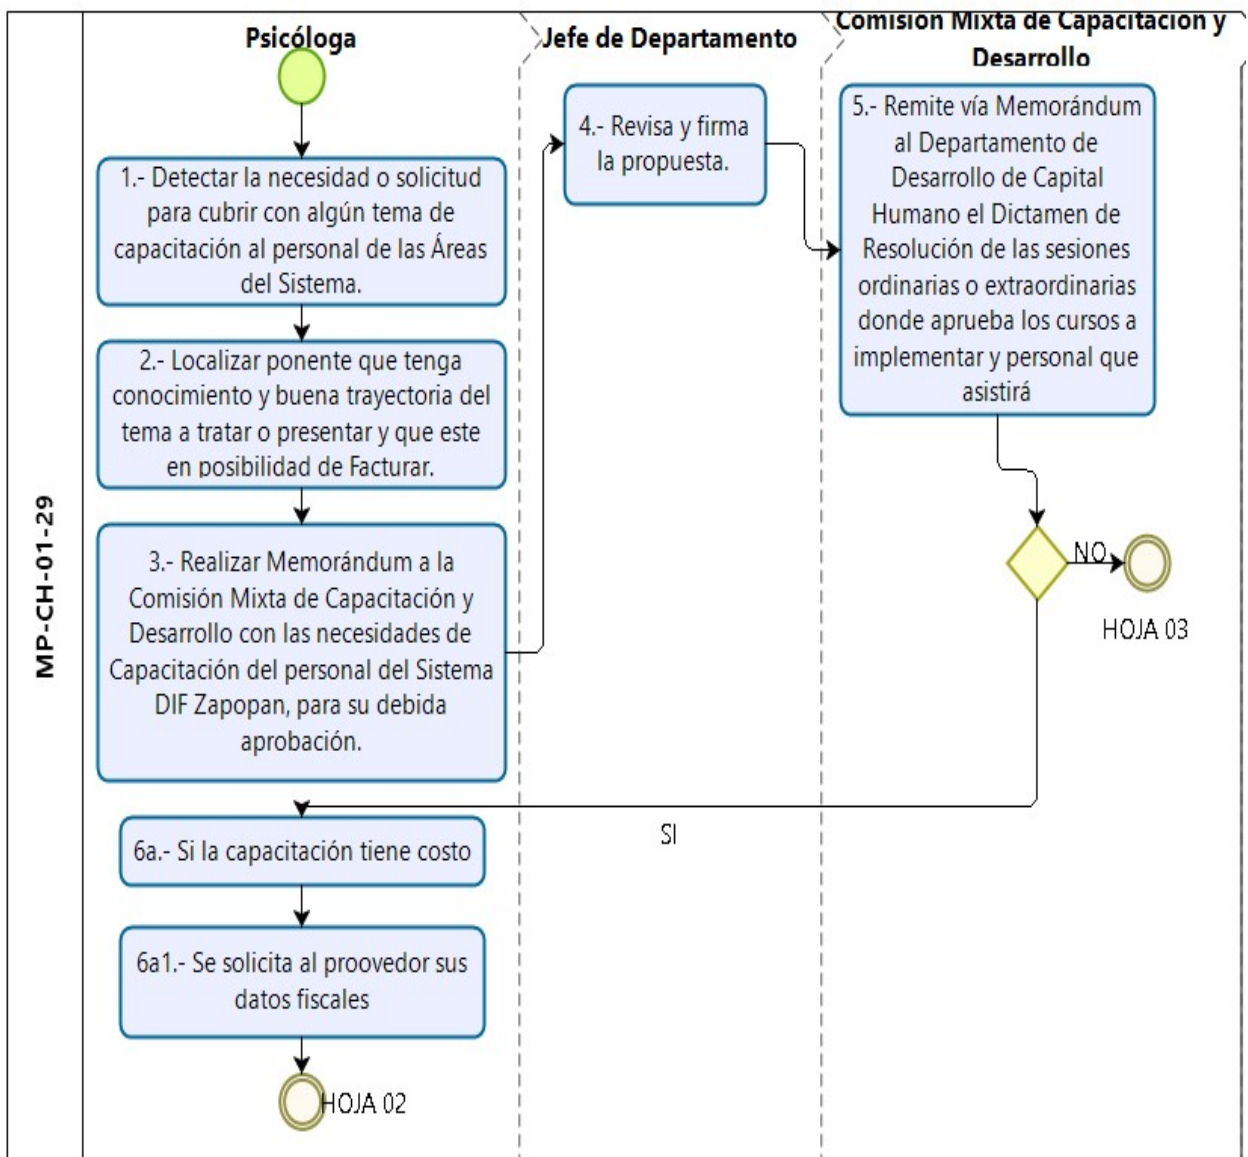 Psicóloga
Jefe de Departamento
Comisión Mixta de Capacitación y
Desarrollo
MP-CH-01-29
1.- Detectar la necesidad o solicitud
para cubrir con algún tema de
capacitación al personal de las Áreas
del Sistema.
2.- Localizar ponente que tenga
conocimiento y buena trayectoria del
tema a tratar o presentar y que este
en posibilidad de Facturar.
3.- Realizar Memorándum a la
Comisión Mixta de Capacitación y
Desarrollo con las necesidades de
Capacitación del personal del Sistema
DIF Zapopan, para su debida
aprobación.
4.- Revisa y firma
la propuesta.
5.- Remite vía Memorándum
al Departamento de
Desarrollo de Capital
Humano el Dictamen de
Resolución de las sesiones
ordinarias o extraordinarias
donde aprueba los cursos a
implementar y personal que
asistirá
NO
HOJA 03
SI
6a.- Si la capacitación tiene costo
6a1.- Se solicita al proovedor sus
datos fiscales
HOJA 02